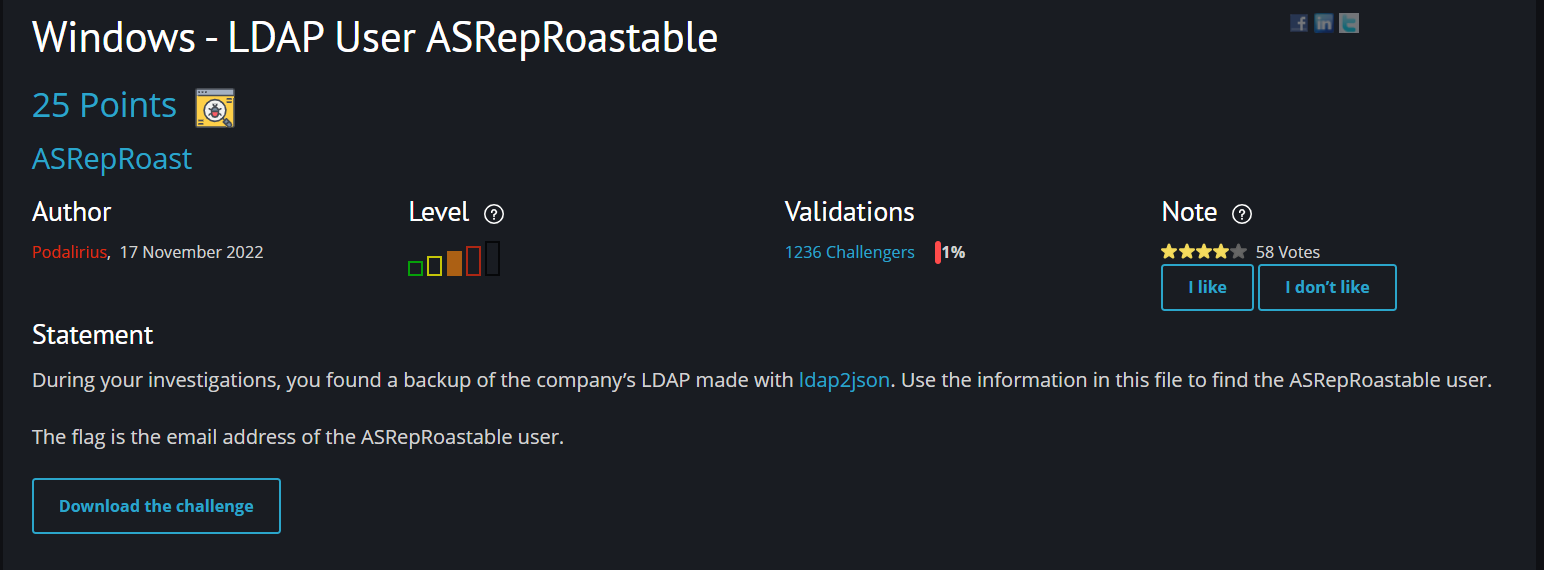 Windows - LDAP User ASRepRoastable
25 Points
ASRepRoast
Author
Podalirius, 17 November 2022
Level ?
Validations
1236 Challengers 1%
Note ?
58 Votes
I like
I don’t like
Statement
During your investigations, you found a backup of the company’s LDAP made with ldap2json. Use the information in this file to find the ASRepRoastable user.
The flag is the email address of the ASRepRoastable user.
Download the challenge